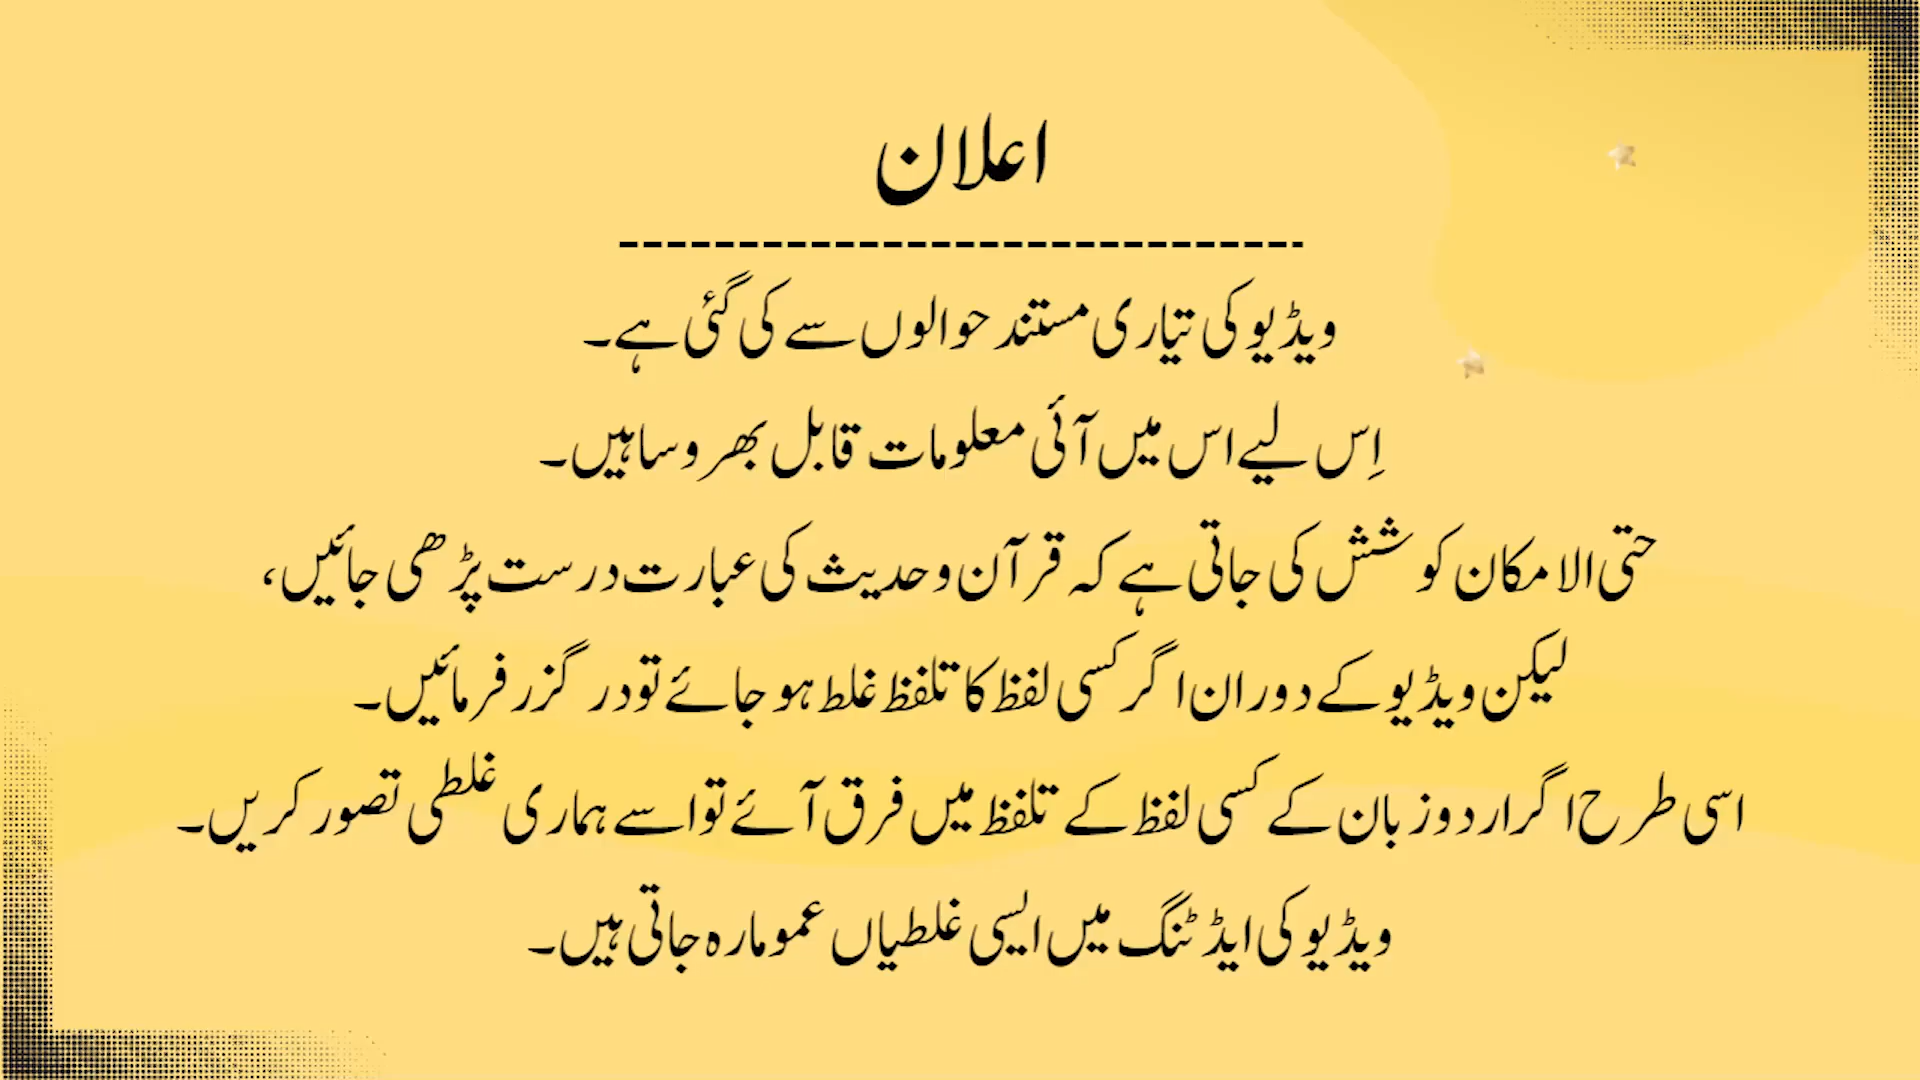 اعلان
-----------------------------
ویڈیو کی تیاری مستند حوالوں سے کی گئی ہے۔
اِس لیے اس میں آئی معلومات قابل بھروسا ہیں۔
حتی الامکان کوشش کی جاتی ہے کہ قرآن و حدیث کی عبارت درست پڑھی جائیں،
لیکن ویڈیو کے دوران اگر کسی لفظ کا تلفظ غلط ہو جائے تو در گزر فرمائیں۔
اسی طرح اگر اردو زبان کے کسی لفظ کے تلفظ میں فرق آئے تو اسے ہماری غلطی تصور کریں۔
ویڈیو کی ایڈٹنگ میں ایسی غلطیاں عموما رہ جاتی ہیں۔